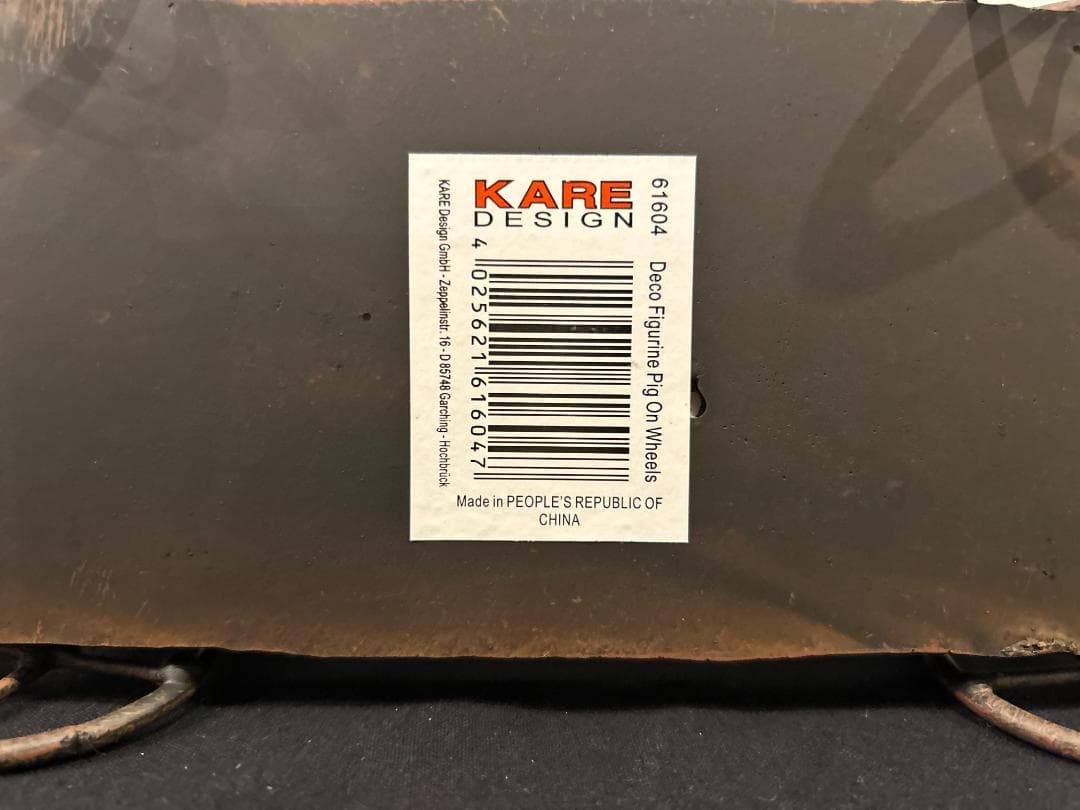 KARE
DESIGN
61604 Deco Figurine Pig On Wheels
4 025621 616047
KARE Design GmbH - Zeppelinstr. 16 - D 85748 Garching - Hochbrück
Made in PEOPLE'S REPUBLIC OF
CHINA